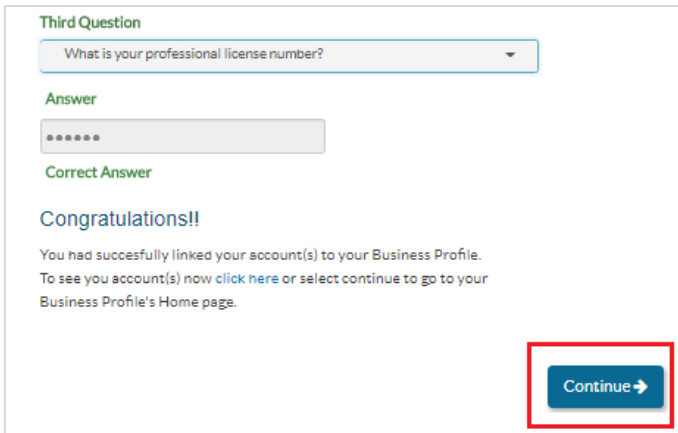 Third Question
What is your professional license number?
Answer
••••••
Correct Answer
Congratulations!!
You had succesfully linked your account(s) to your Business Profile.
To see you account(s) now click here or select continue to go to your
Business Profile's Home page.
Continue